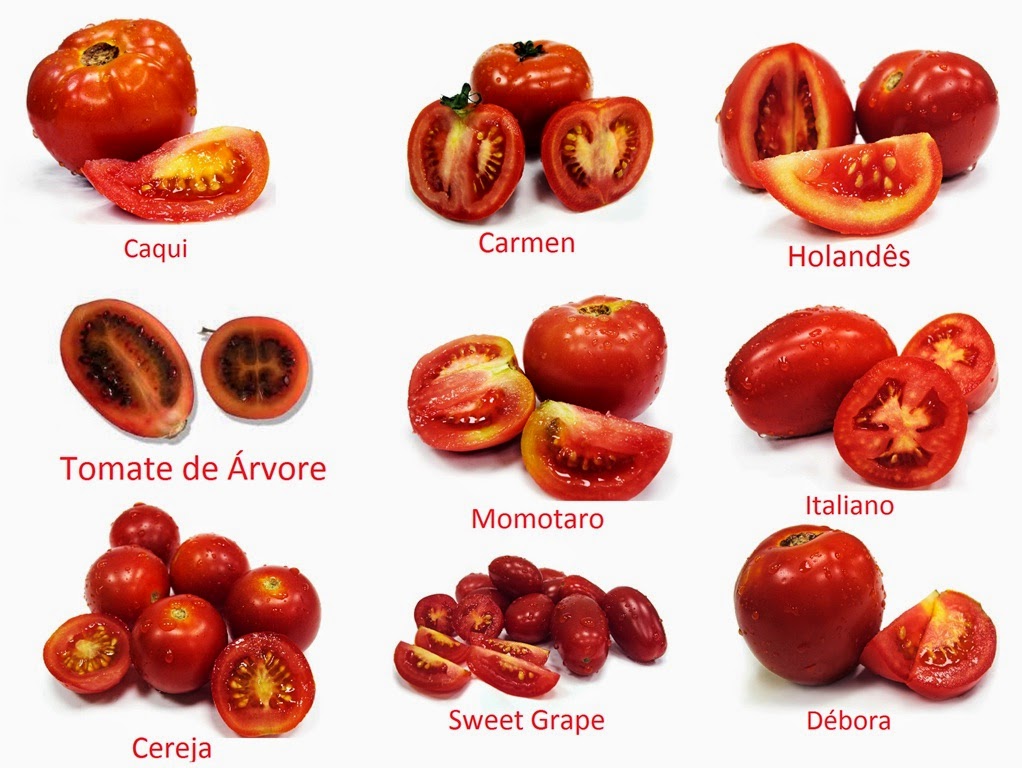 Caqui
Carmen
Holandês
Tomate de Árvore
Momotaro
Italiano
Cereja
Sweet Grape
Débora